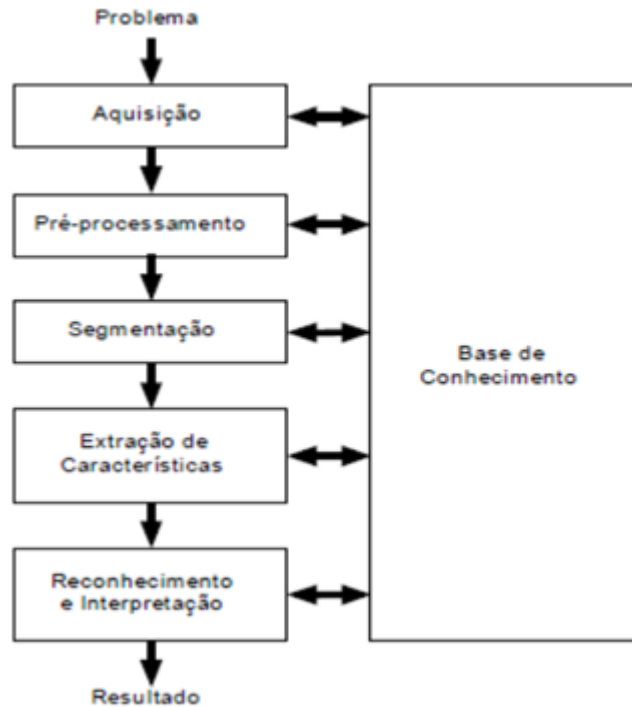 Problema
Aquisição
Pré-processamento
Segmentação
Extração de
Características
Reconhecimento
e Interpretação
Resultado
Base de
Conhecimento